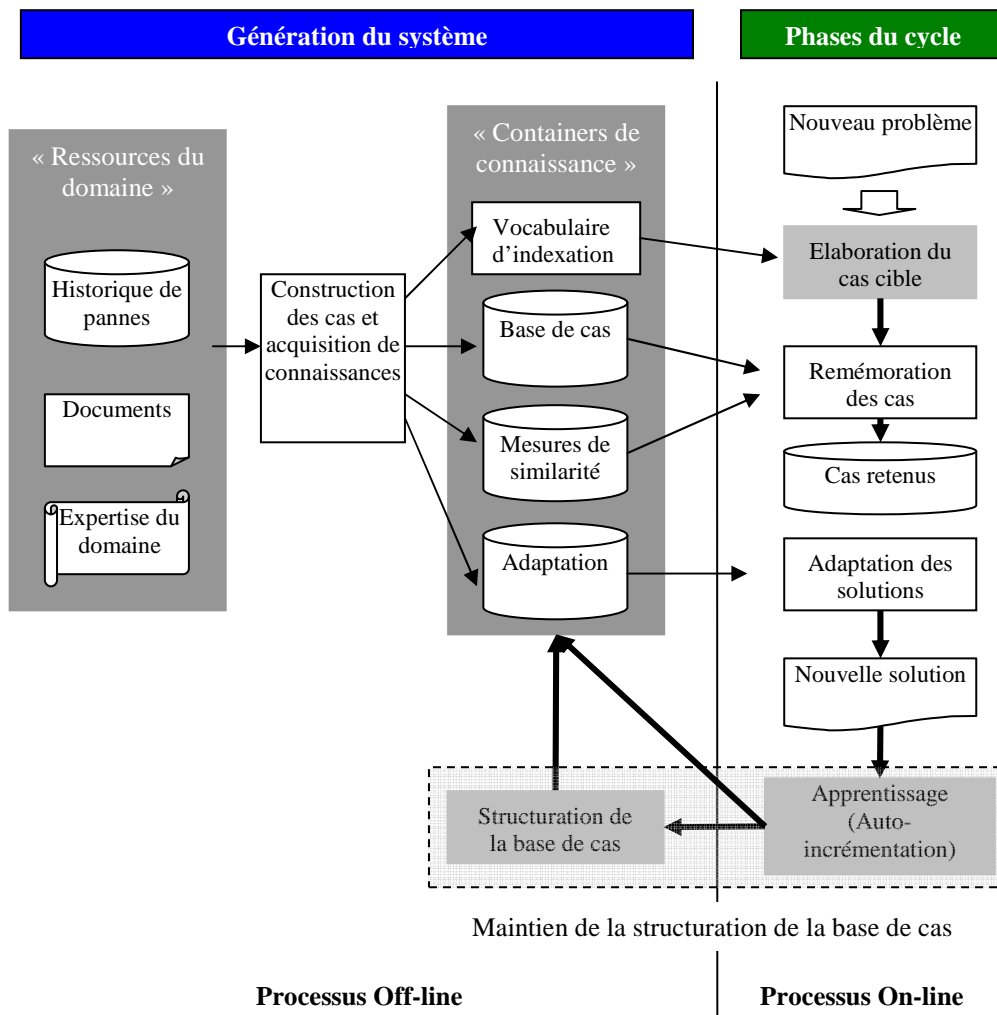 Génération du système
Phases du cycle
« Ressources du
domaine »
Historique de
pannes
Documents
Expertise du
domaine
Construction
des cas et
acquisition de
connaissances
« Containers de
connaissance »
Vocabulaire
d’indexation
Base de cas
Mesures de
similarité
Adaptation
Nouveau problème
Elaboration du
cas cible
Remémoration
des cas
Cas retenus
Adaptation des
solutions
Nouvelle solution
Structuration de
la base de cas
Apprentissage
(Auto-
incrémentation)
Maintien de la structuration de la base de cas
Processus Off-line
Processus On-line